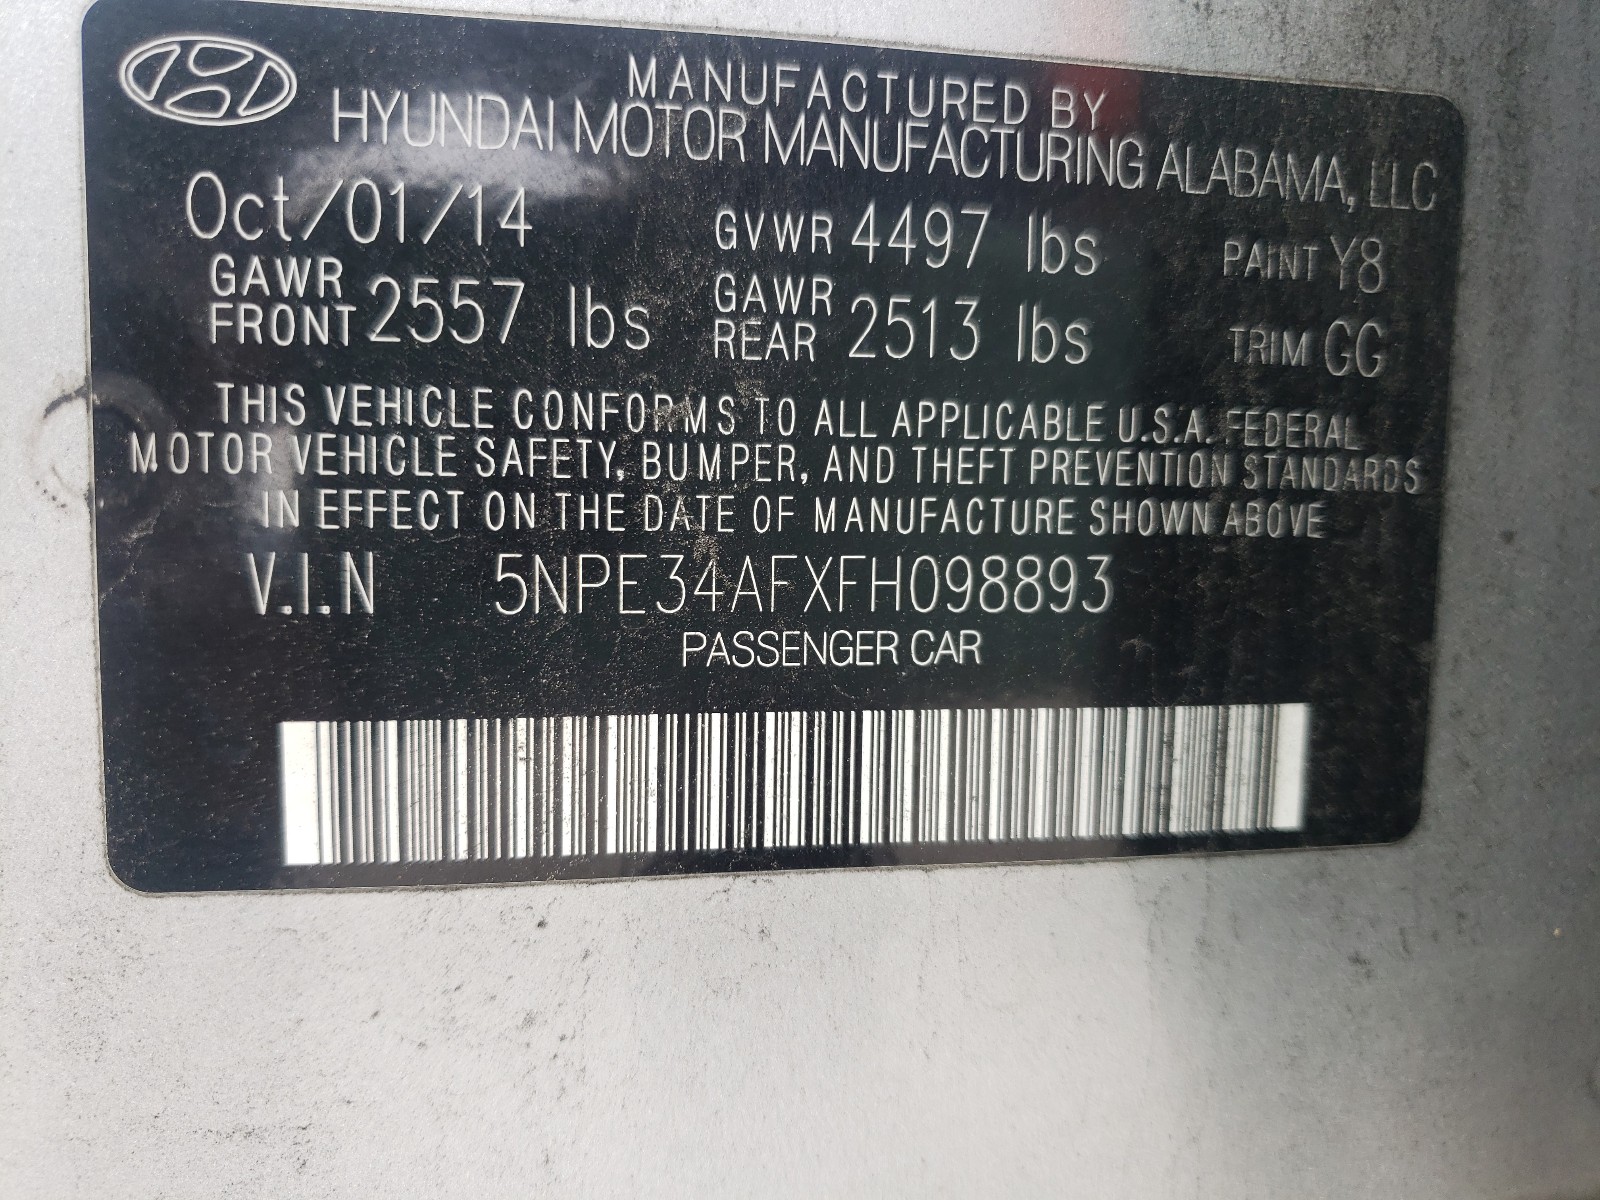 MANUFACTURED BY
HYUNDAI MOTOR MANUFACTURING ALABAMA, LLC
Oct/01/14 GVWR 4497 lbs PAINT Y8
GAWR FRONT 2557 lbs GAWR REAR 2513 lbs TRIM GG
THIS VEHICLE CONFORMS TO ALL APPLICABLE U.S.A. FEDERAL
MOTOR VEHICLE SAFETY, BUMPER, AND THEFT PREVENTION STANDARDS
IN EFFECT ON THE DATE OF MANUFACTURE SHOWN ABOVE
V.I.N 5NPE34AFXFH098893
PASSENGER CAR